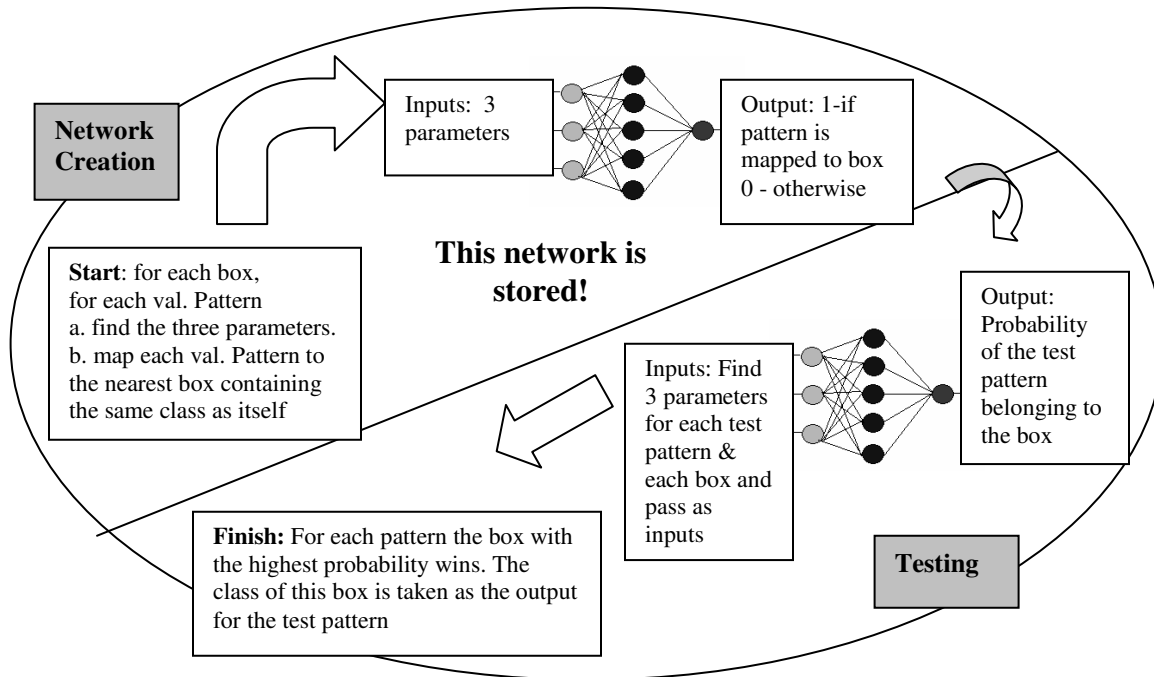 Network
Creation
Inputs: 3
parameters
Output: 1-if
pattern is
mapped to box
0 - otherwise
This network is
stored!
Start: for each box,
for each val. Pattern
a. find the three parameters.
b. map each val. Pattern to
the nearest box containing
the same class as itself
Output:
Probability
of the test
pattern
belonging to
the box
Inputs: Find
3 parameters
for each test
pattern &
each box and
pass as
inputs
Finish: For each pattern the box with
the highest probability wins. The
class of this box is taken as the output
for the test pattern
Testing